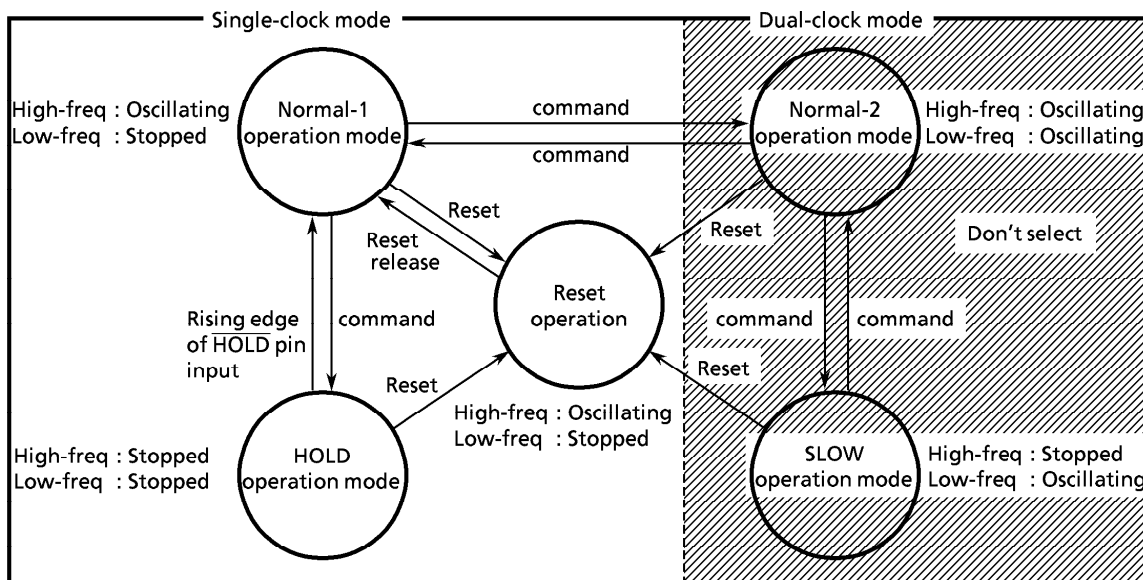 Single-clock mode
Dual-clock mode
High-freq : Oscillating
Low-freq : Stopped
Normal-1
operation mode
command
command
Normal-2
operation mode
High-freq : Oscillating
Low-freq : Oscillating
Reset
Reset
release
Reset
Don't select
Reset
operation
Rising edge
of HOLD pin
input
command
command
command
Reset
Reset
High-freq : Oscillating
Low-freq : Stopped
High-freq : Stopped
Low-freq : Stopped
HOLD
operation mode
SLOW
operation mode
High-freq : Stopped
Low-freq : Oscillating